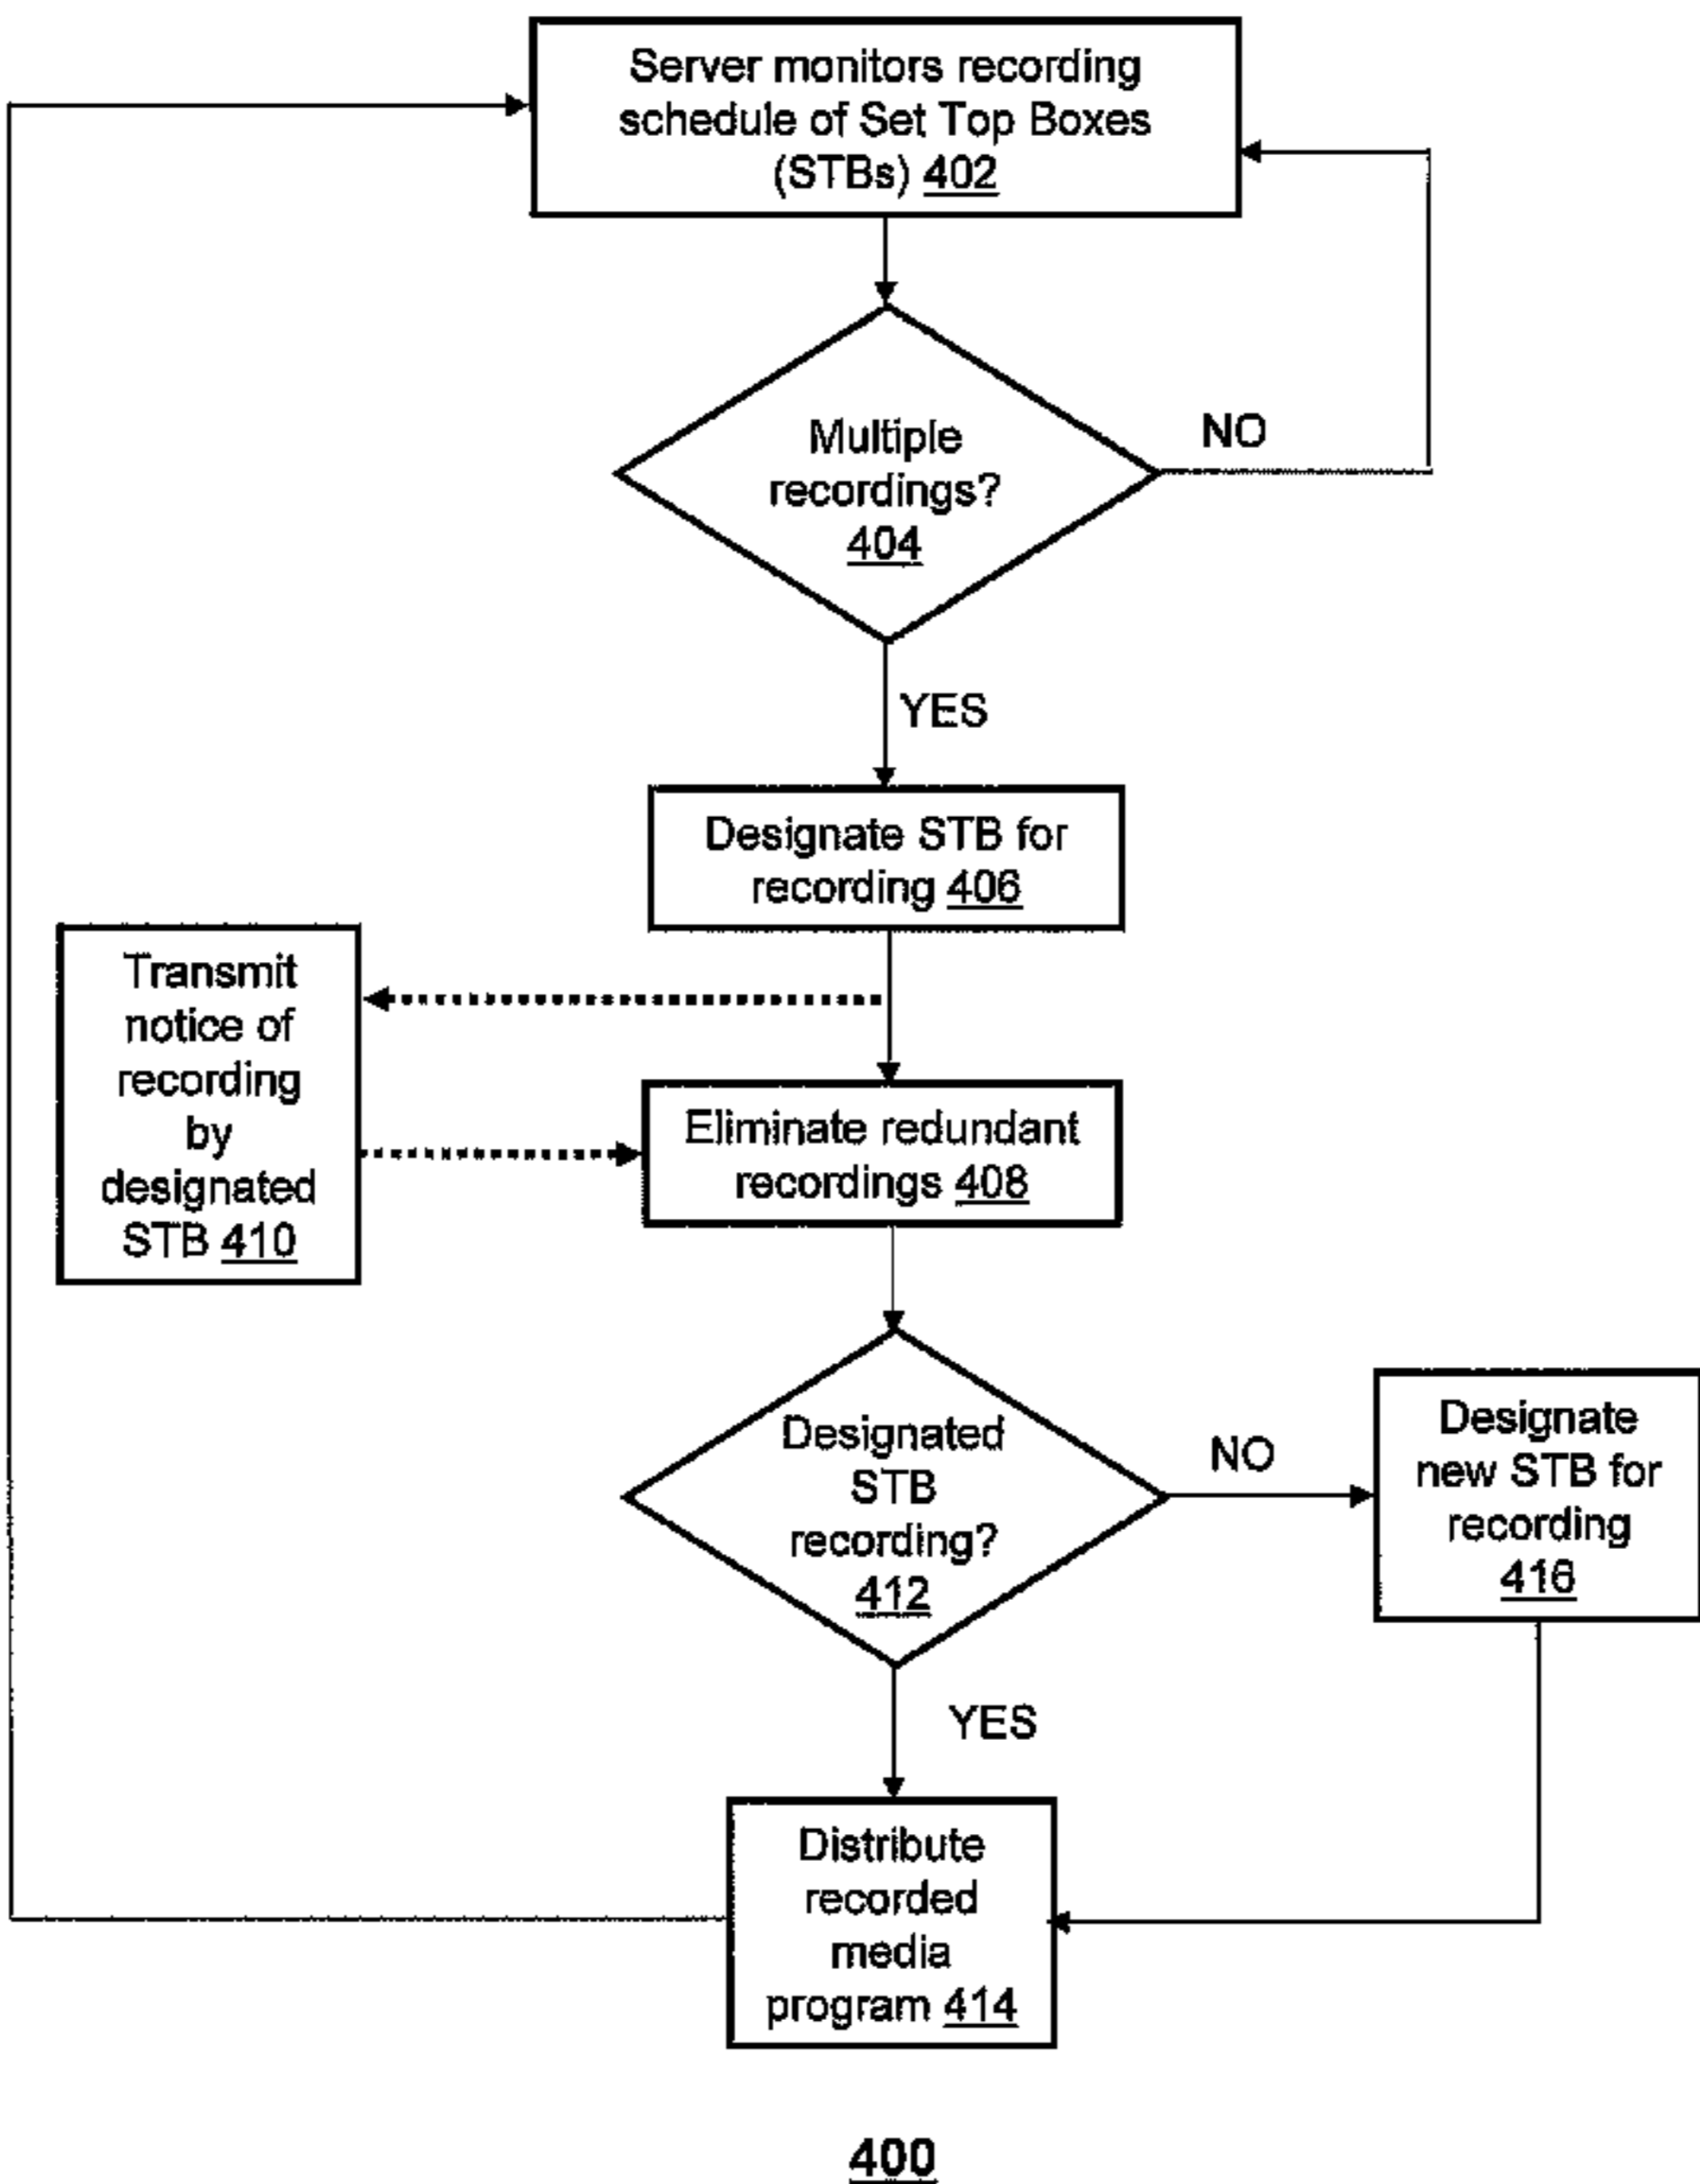 Server monitors recording
schedule of Set Top Boxes
(STBs) 402
Multiple
recordings?
404
NO
YES
Designate STB for
recording 406
Transmit
notice of
recording
by
designated
STB 410
Eliminate redundant
recordings 408
Designated
STB
recording?
412
NO
Designate
new STB for
recording
416
YES
Distribute
recorded
media
program 414
400